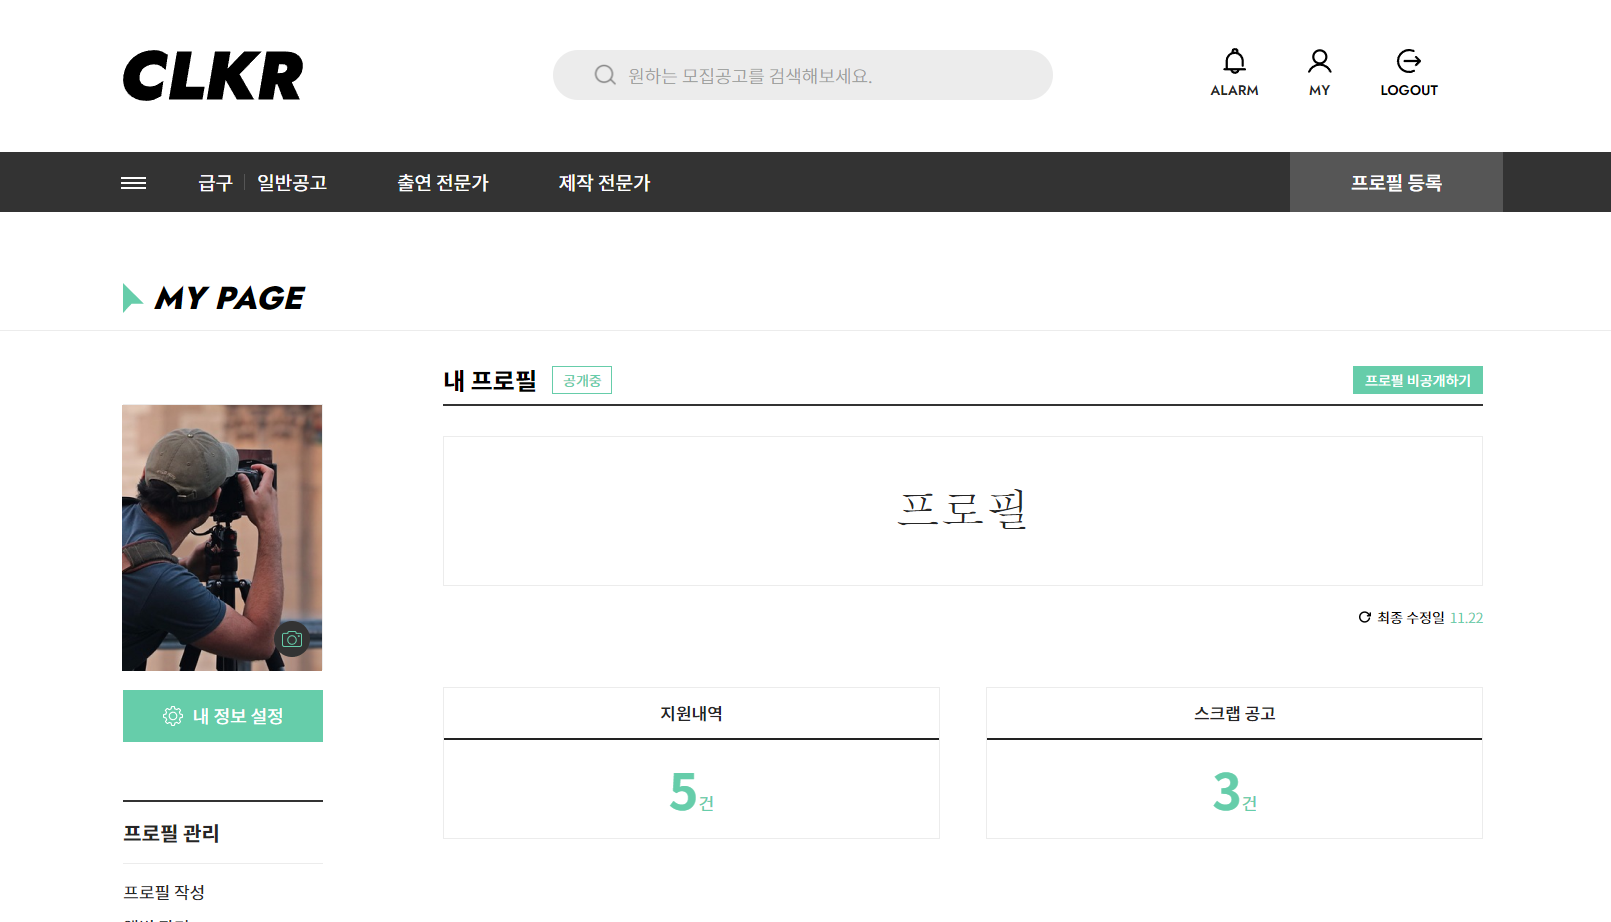 CLKR
원하는 모집공고를 검색해보세요.
ALARM
MY
LOGOUT
급구
일반공고
출연 전문가
제작 전문가
프로필 등록
MY PAGE
내 프로필
공개중
프로필 비공개하기
프로필
최종 수정일 11.22
내 정보 설정
지원내역
5건
스크랩 공고
3건
프로필 관리
프로필 작성